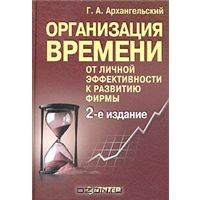 Г. А. Архангельский
ОРГАНИЗАЦИЯ
ВРЕМЕНИ
ОТ ЛИЧНОЙ
ЭФФЕКТИВНОСТИ
К РАЗВИТИЮ
ФИРМЫ
2-е издание